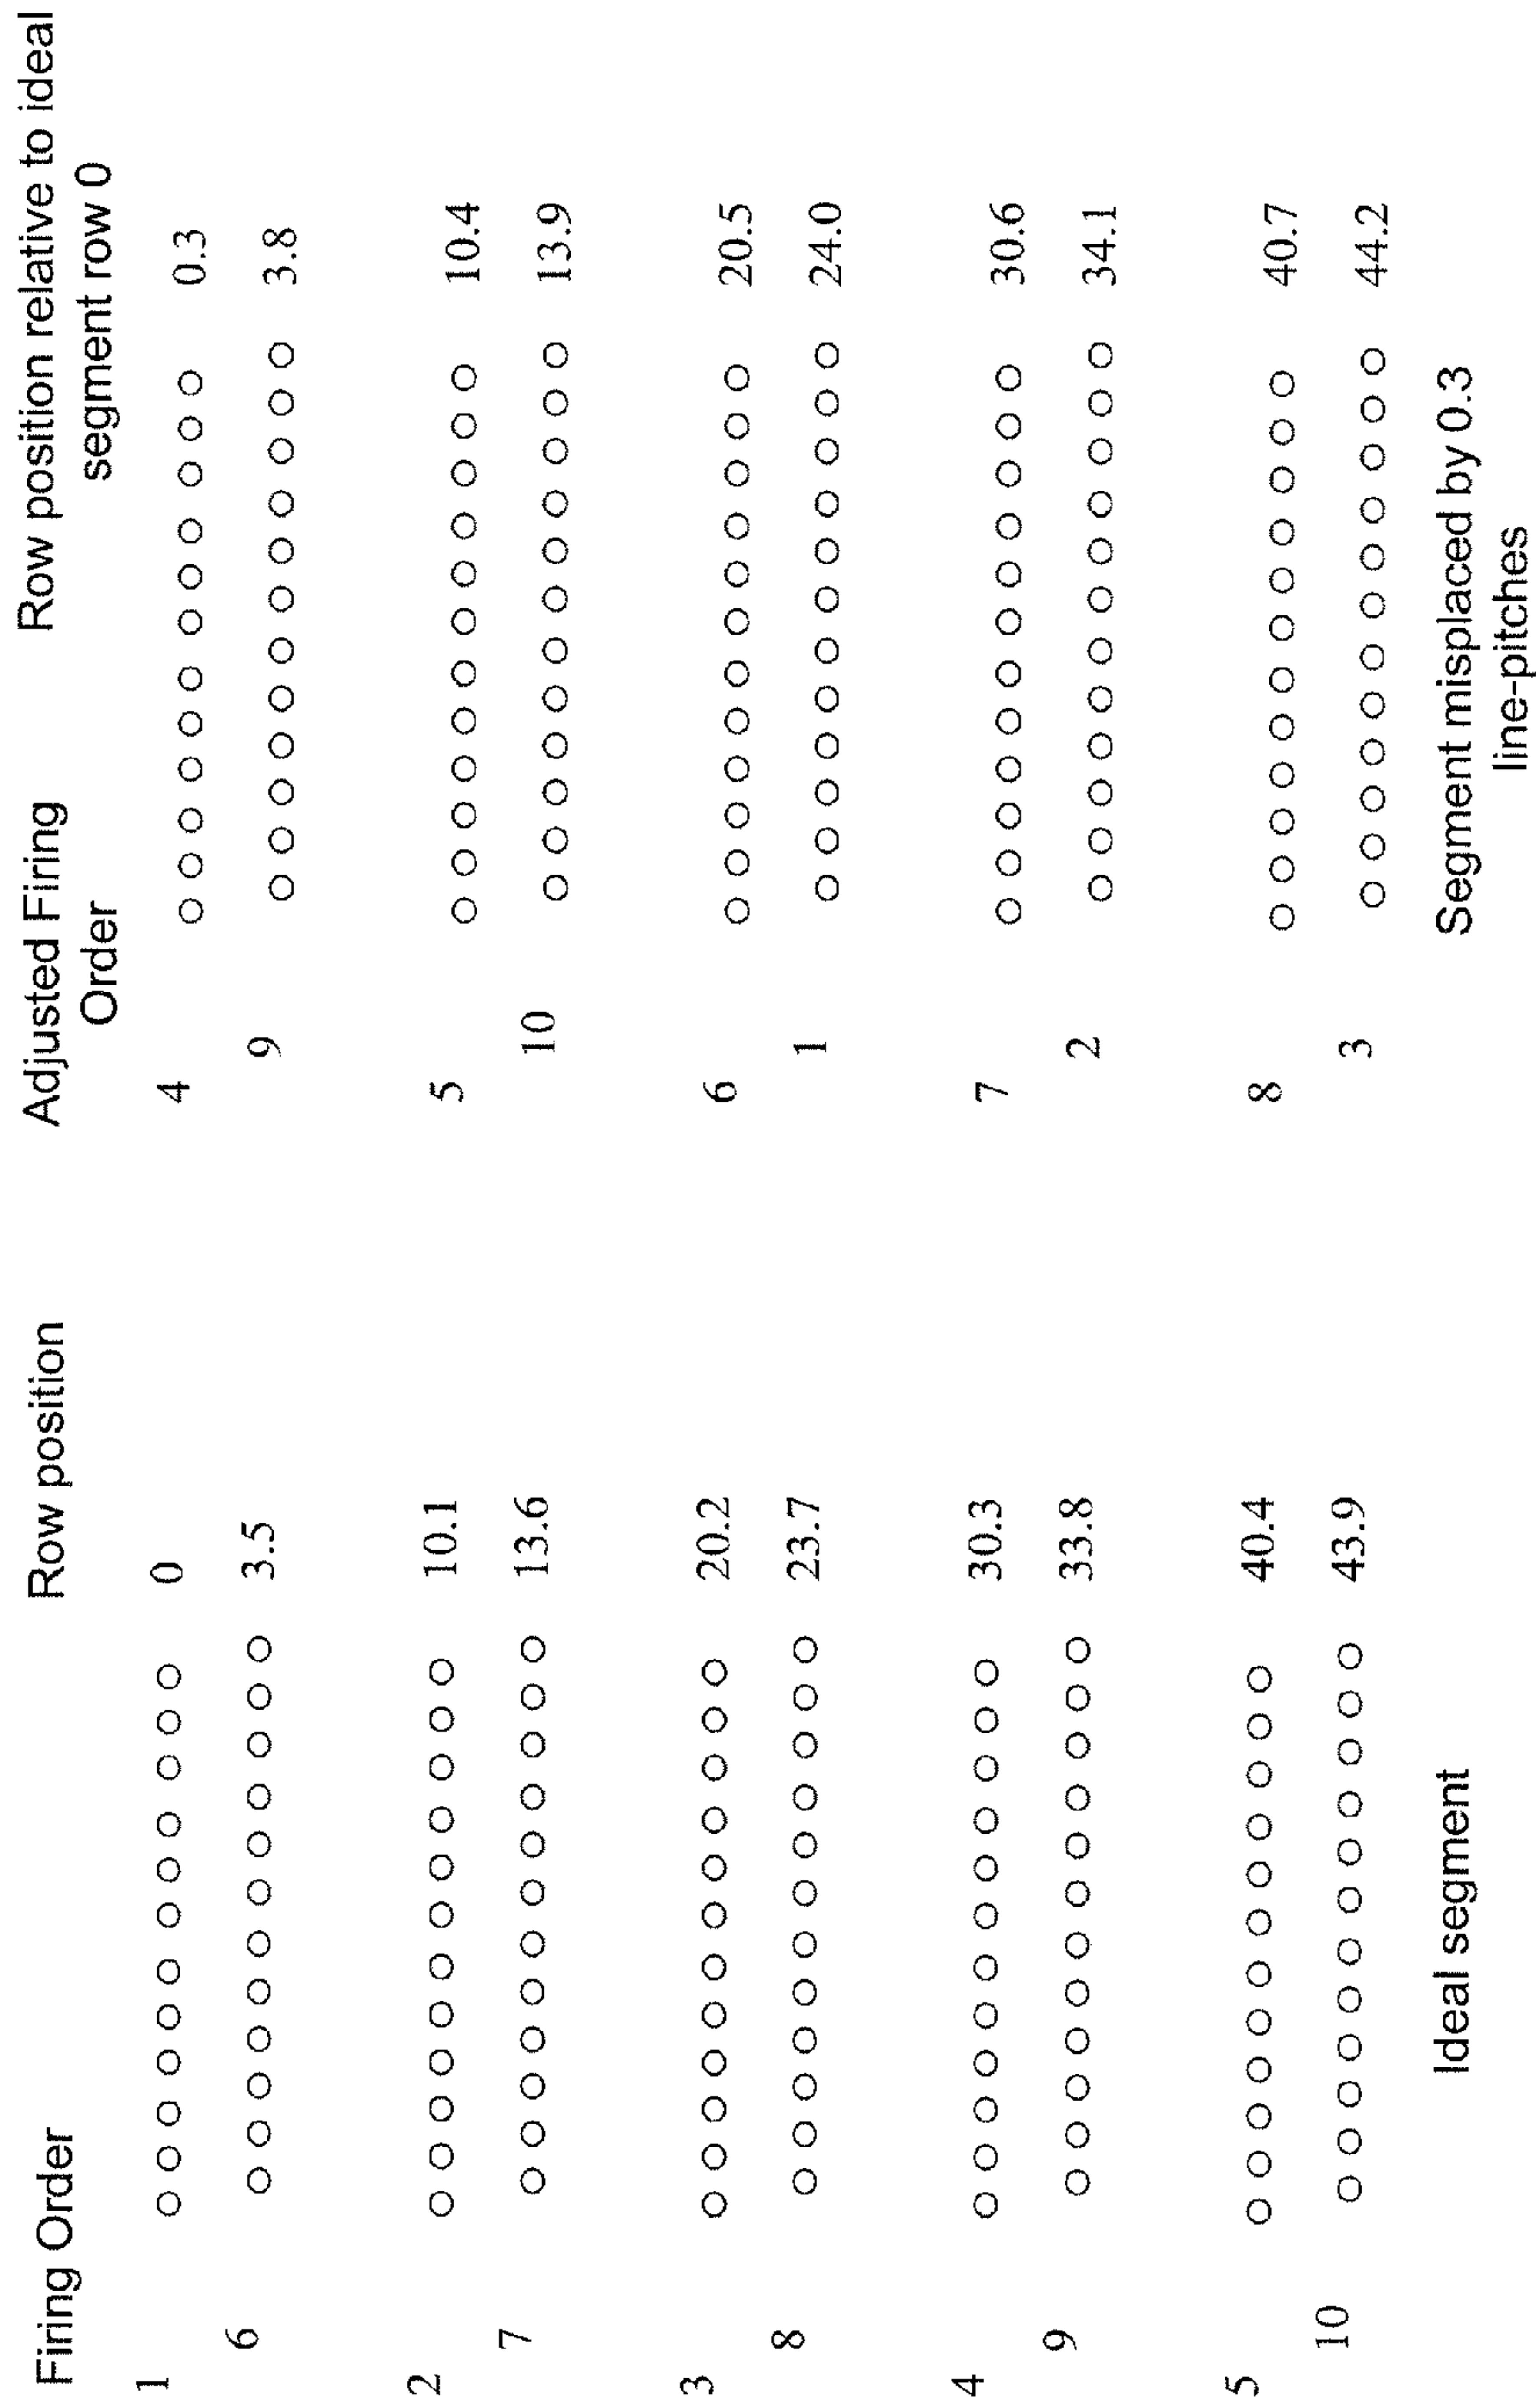 Firing Order
Row position
Adjusted Firing
Order
Row position relative to ideal
segment row 0
1 0 4 0.3
6 3.5 9 3.8
2 10.1 5 10.4
7 13.6 10 13.9
3 20.2 6 20.5
8 23.7 1 24.0
4 30.3 7 30.6
9 33.8 2 34.1
5 40.4 8 40.7
10 43.9 3 44.2
Ideal segment
Segment misplaced by 0.3
line-pitches